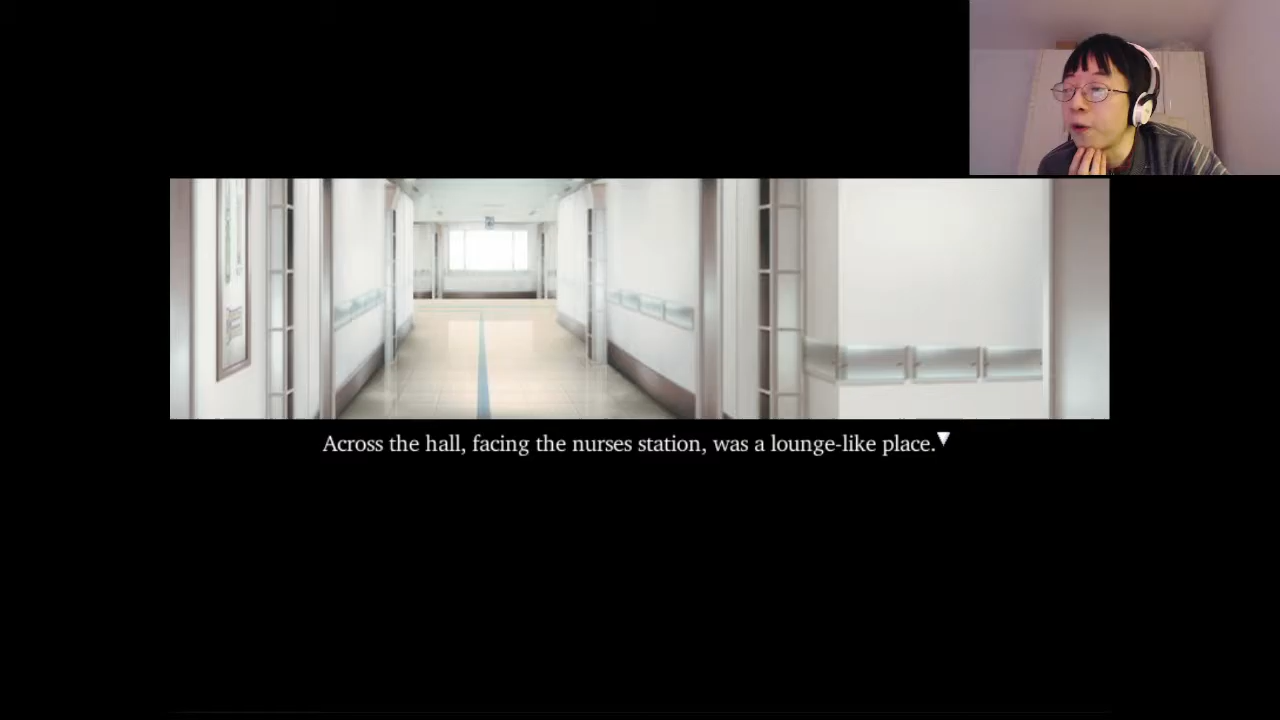 Across the hall, facing the nurses station, was a lounge-like place.